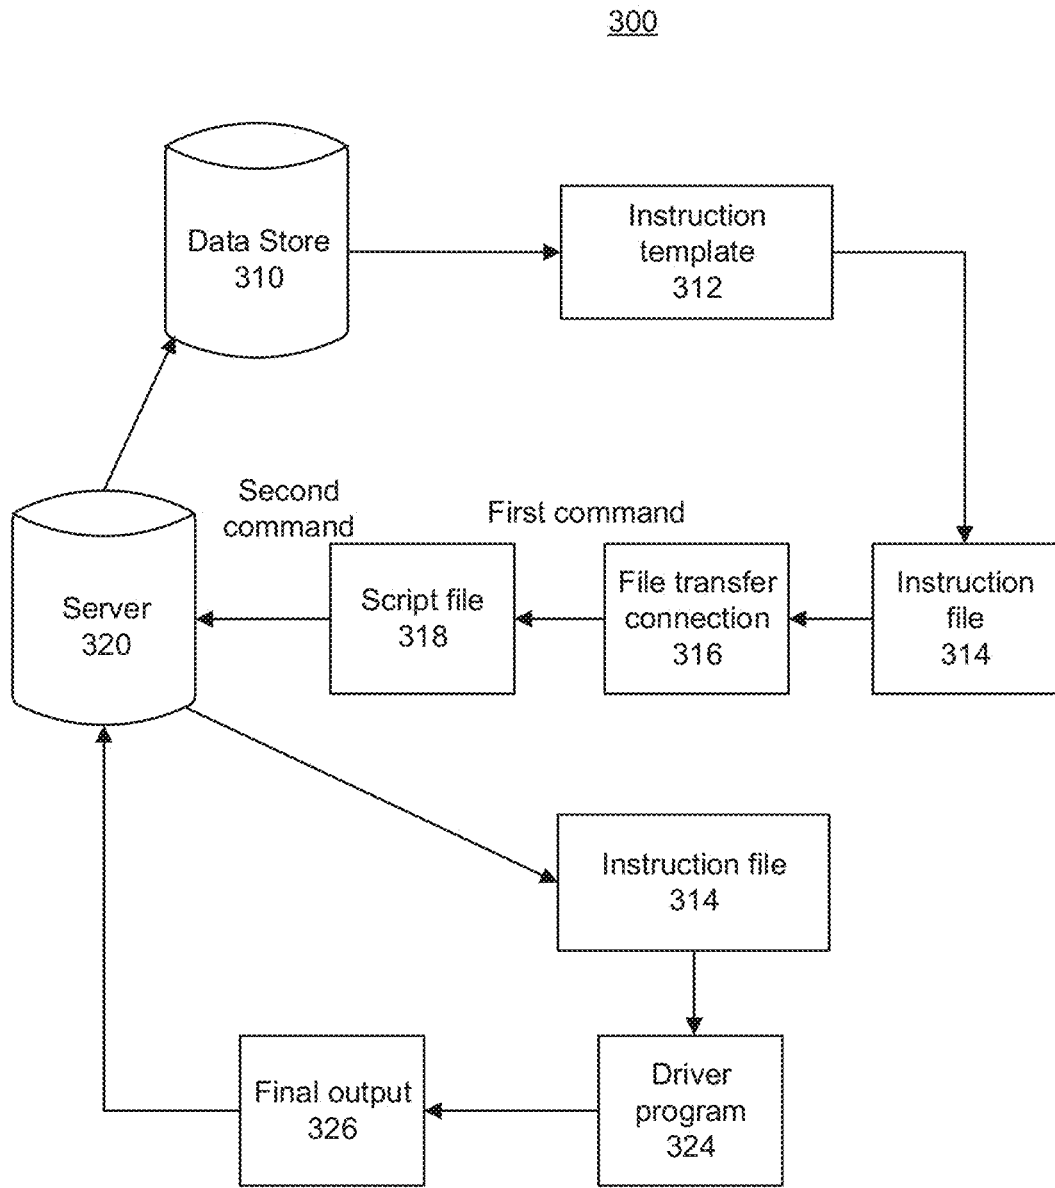 300
Data Store
310
Instruction
template
312
Second
command
First command
Server
320
Script file
318
File transfer
connection
316
Instruction
file
314
Instruction file
314
Final output
326
Driver
program
324